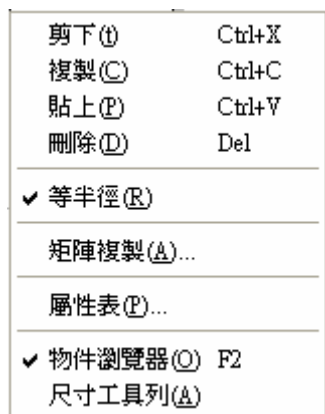 剪下(t) Ctrl+X
複製(C) Ctrl+C
貼上(P) Ctrl+V
刪除(D) Del
等半徑(R)
矩陣複製(A)...
屬性表(P)...
物件瀏覽器(O) F2
尺寸工具列(A)